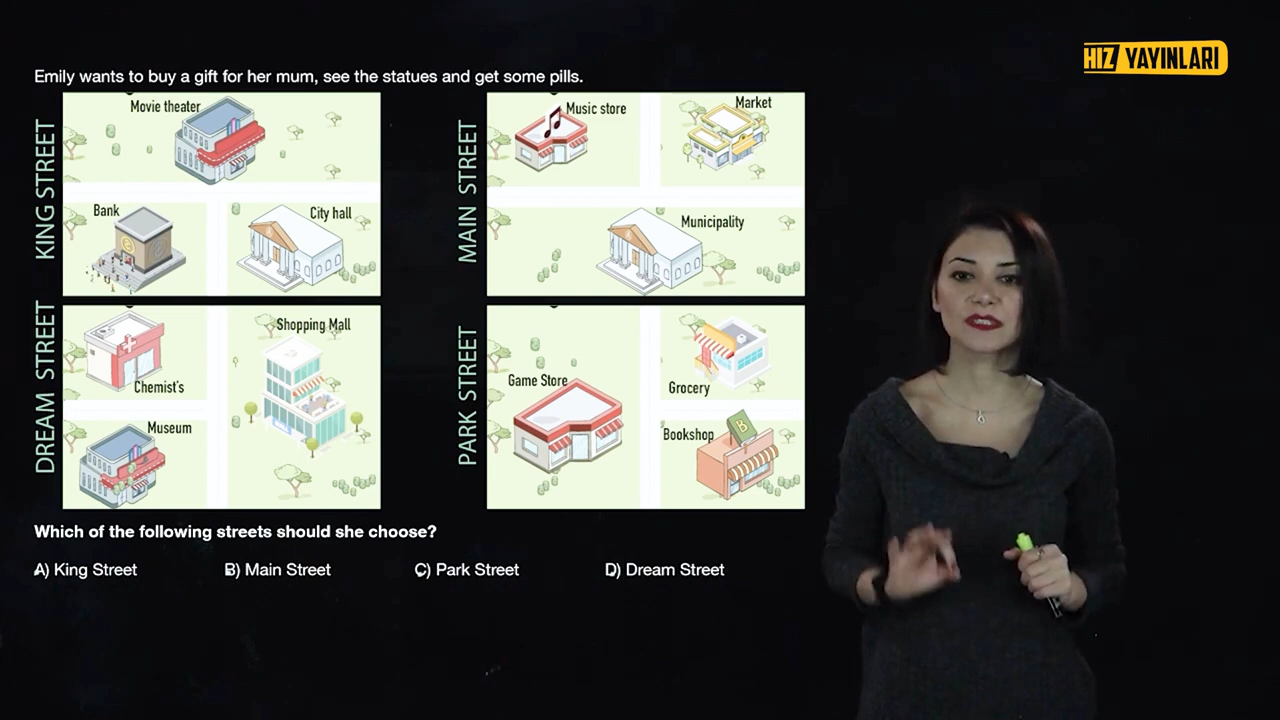 HIZ YAYINLARI
Emily wants to buy a gift for her mum, see the statues and get some pills.
KING STREET
Movie theater
Bank
City hall
MAIN STREET
Music store
Market
Municipality
DREAM STREET
Chemist's
Shopping Mall
Museum
PARK STREET
Game Store
Grocery
Bookshop
B
Which of the following streets should she choose?
A) King Street
B) Main Street
C) Park Street
D) Dream Street